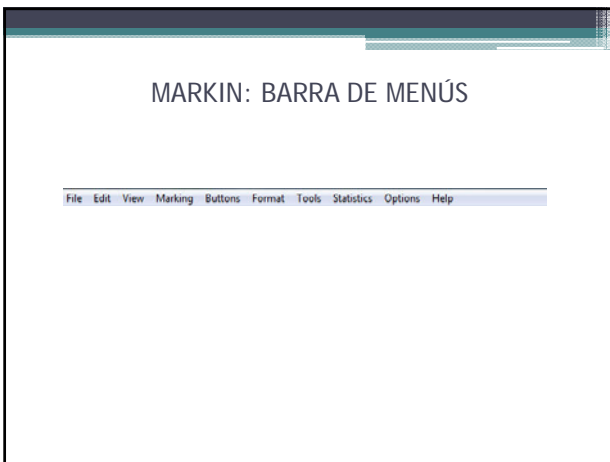 MARKIN: BARRA DE MENÚS
File Edit View Marking Buttons Format Tools Statistics Options Help